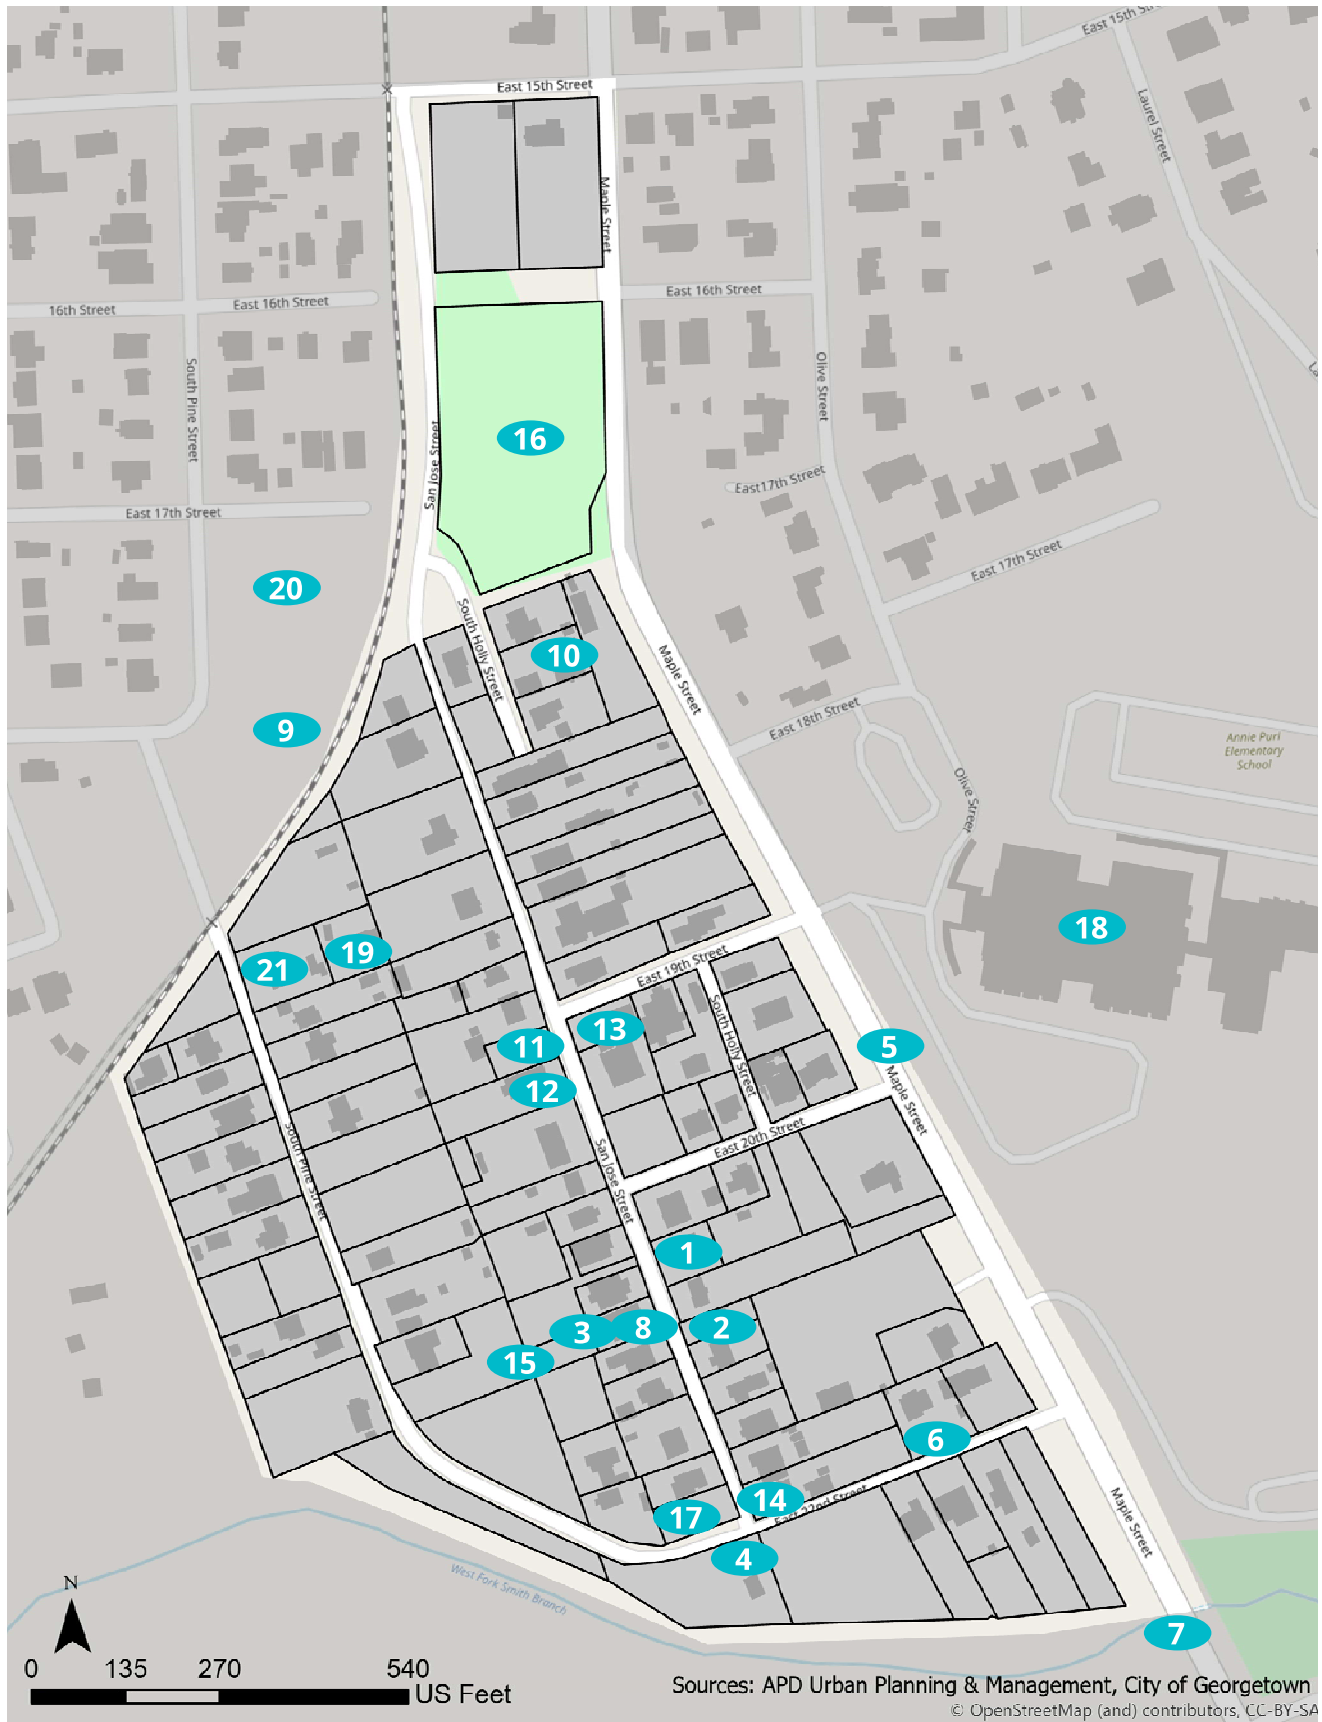 East 15th Street
East 15th Str
Laurel Street
Maple Street
16th Street
East 16th Street
East 16th Street
South Pine Street
Olive Street
La
16
San Jose Street
East17th Street
East 17th Street
East 17th Street
20
South Holly Street
10
Maple Street
9
East 18th Street
Annie Purl
Elementary
School
Olive Street
18
19
21
East 19th Street
South Holly Street
13
11
5
12
Maple Street
South Pine Street
San Jose Street
East 20th Street
1
3
8
2
15
6
14
East 22nd Street
17
Maple Street
4
West Fork Smith Branch
7
N
0 135 270 540
US Feet
Sources: APD Urban Planning & Management, City of Georgetown
© OpenStreetMap (and) contributors, CC-BY-SA